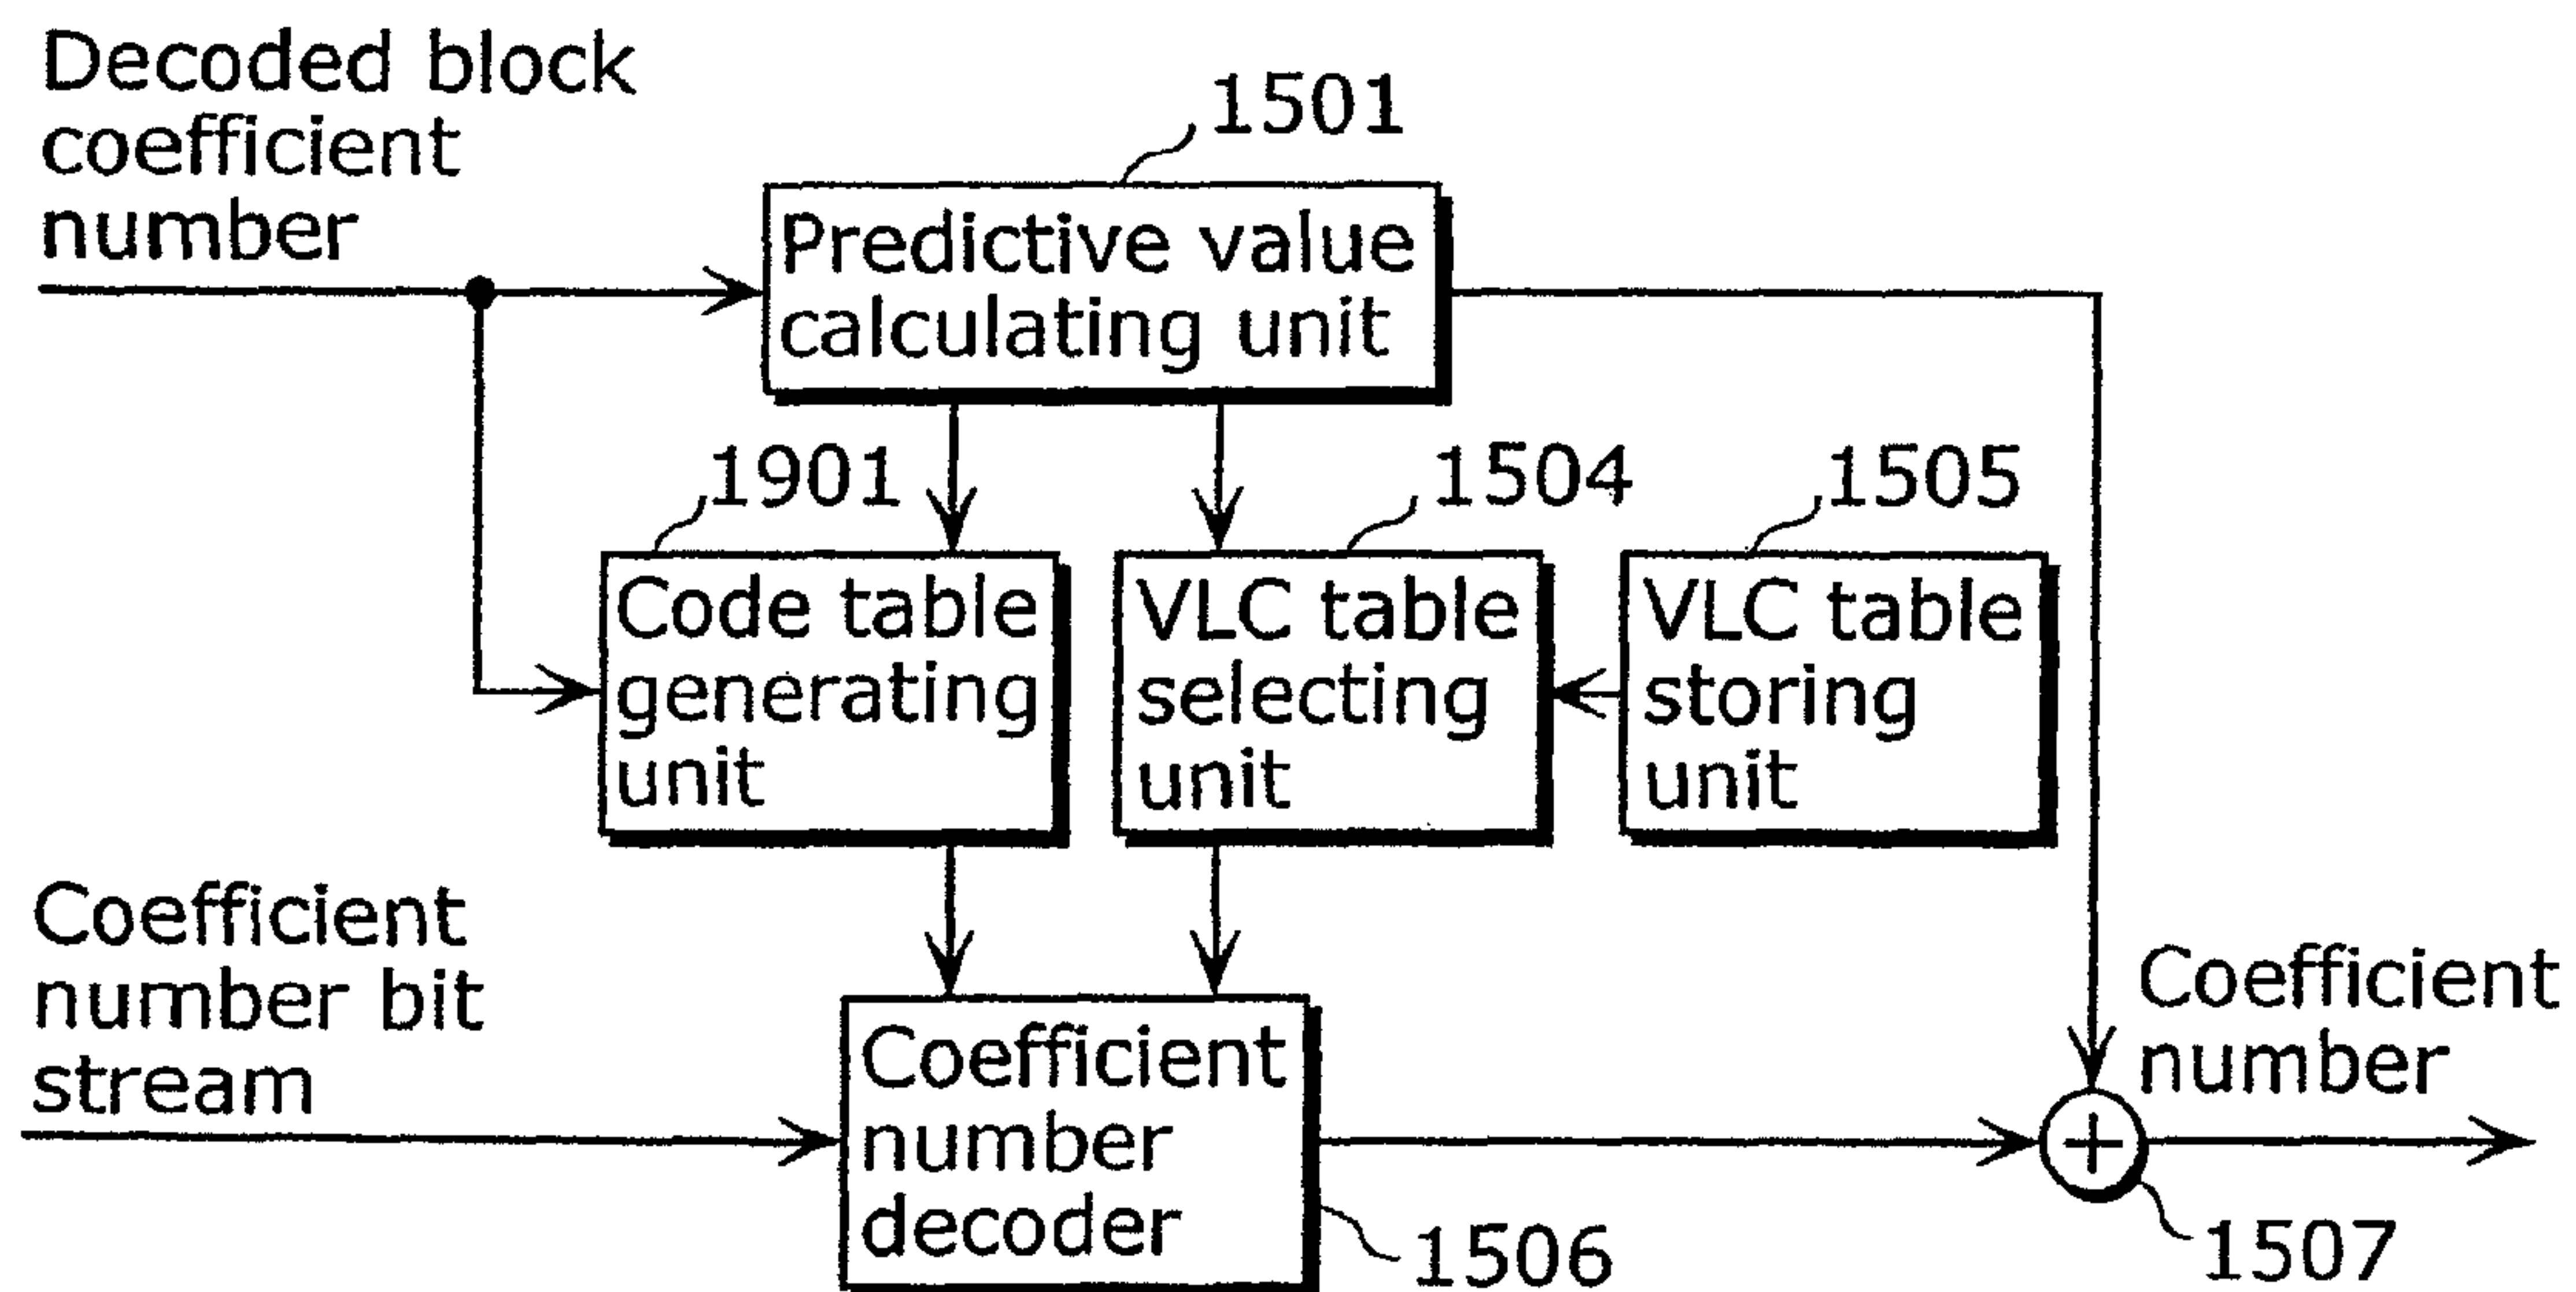 Decoded block
coefficient
number
1501
Predictive value
calculating unit
1901
1504
1505
Code table
generating
unit
VLC table
selecting
unit
VLC table
storing
unit
Coefficient
number bit
stream
Coefficient
number
decoder
1506
Coefficient
number
+
1507